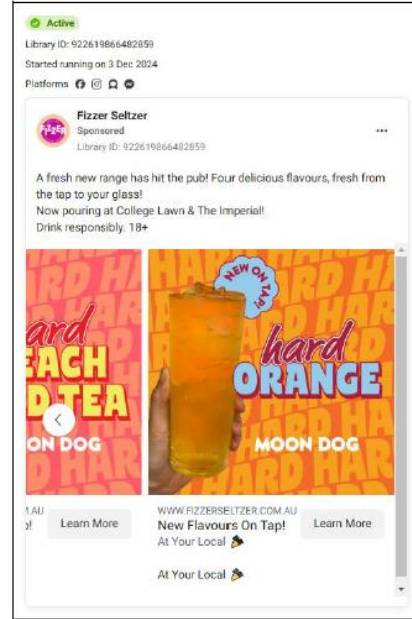 Active
Library ID: 922619866482859
Started running on 3 Dec 2024
Platforms
FIZZER
Fizzer Seltzer
Sponsored
Library ID: 922619866482859
A fresh new range has hit the pub! Four delicious flavours, fresh from
the tap to your glass!
Now pouring at College Lawn & The Imperial!
Drink responsibly. 18+
ard
EACH
D TEA
ON DOG
NEW ON TAP!
hard
ORANGE
MOON DOG
M.AU
Learn More
WWW.FIZZERSELTZER.COM.AU
New Flavours On Tap!
At Your Local 🎉
At Your Local 🎉
Learn More